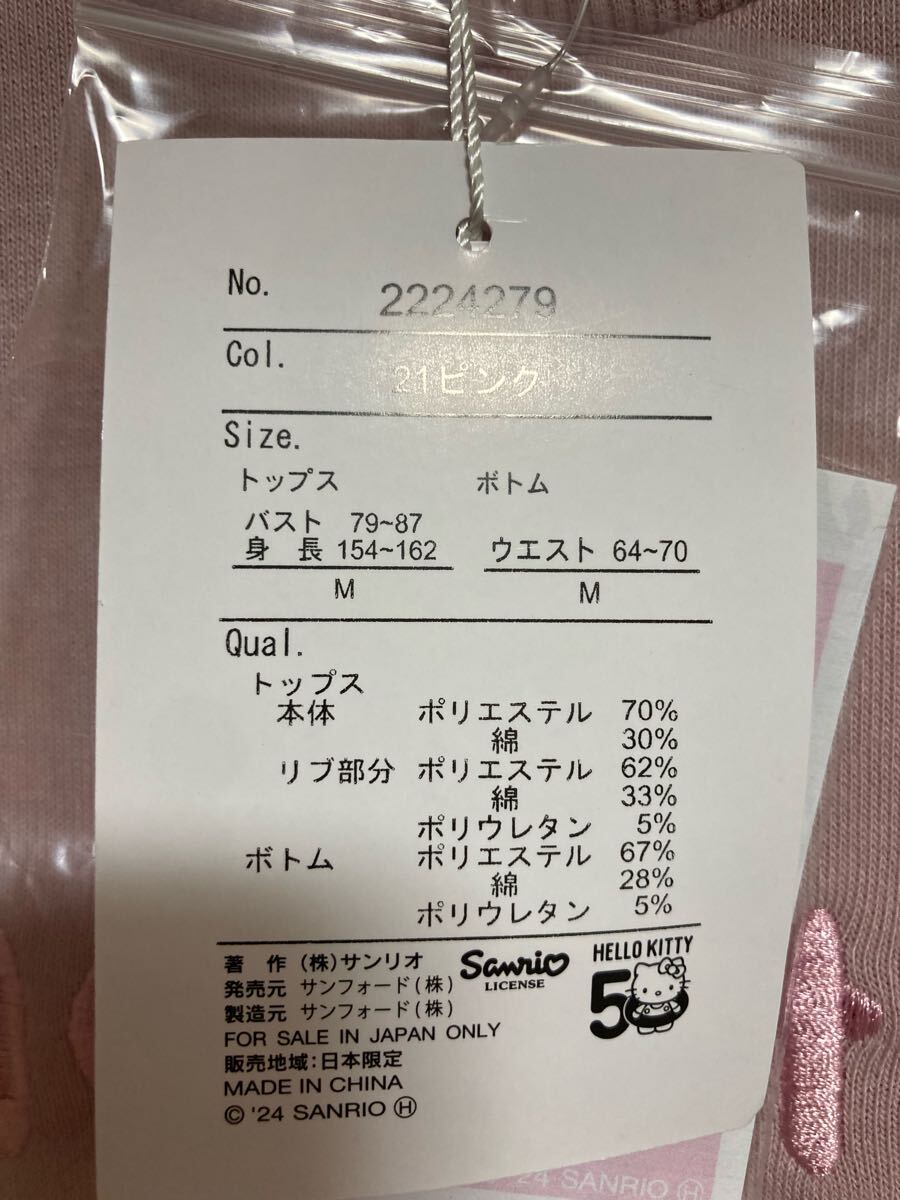 No. 2224279
Col. 21ピンク
Size.
トップス ボトム
バスト 79~87
身 長 154~162 ウエスト 64~70
M M
Qual.
トップス
本体 ポリエステル 70%
綿 30%
リブ部分 ポリエステル 62%
綿 33%
ポリウレタン 5%
ボトム ポリエステル 67%
綿 28%
ポリウレタン 5%
著 作 (株)サンリオ
発売元 サンフォード(株)
製造元 サンフォード(株)
FOR SALE IN JAPAN ONLY
販売地域:日本限定
MADE IN CHINA
© '24 SANRIO Ⓗ
Sanrio
LICENSE
HELLO KITTY
50
'24 SANRIO Ⓗ